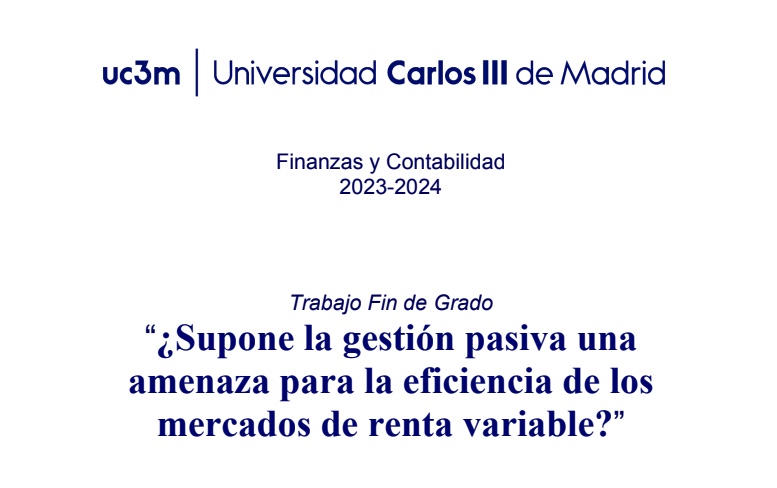 uc3m | Universidad Carlos III de Madrid
Finanzas y Contabilidad
2023-2024
Trabajo Fin de Grado
“¿Supone la gestión pasiva una
amenaza para la eficiencia de los
mercados de renta variable?”